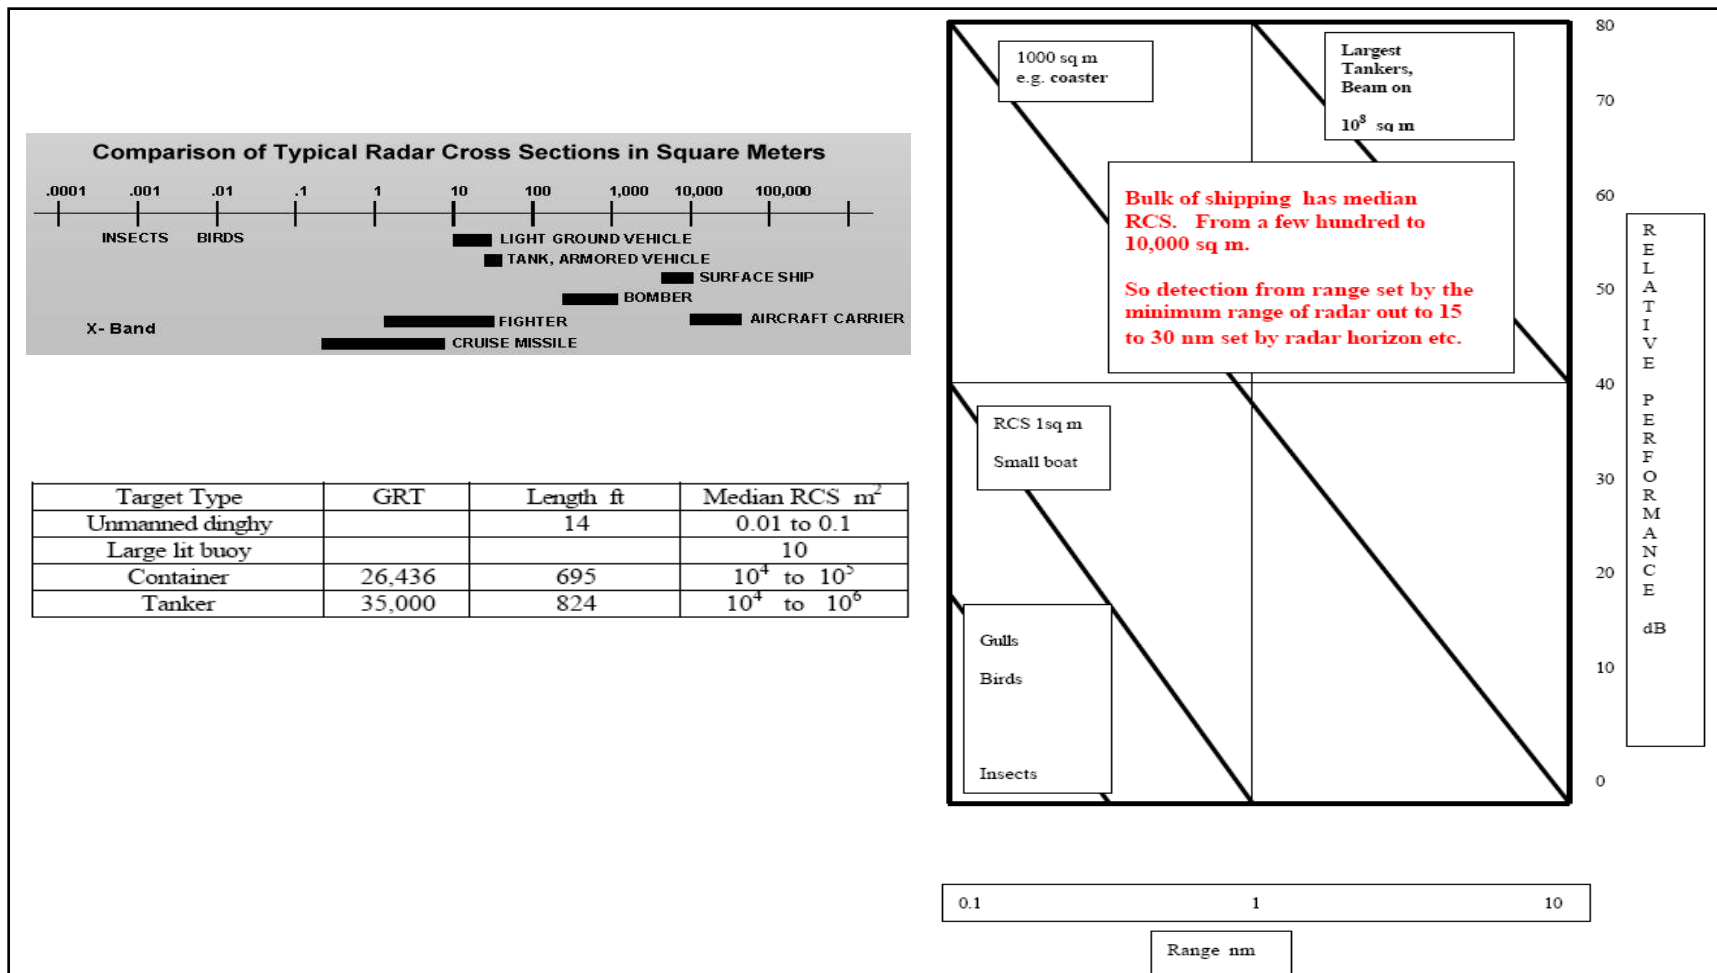 Comparison of Typical Radar Cross Sections in Square Meters
.0001 .001 .01 .1 1 10 100 1,000 10,000 100,000
INSECTS BIRDS LIGHT GROUND VEHICLE
TANK, ARMORED VEHICLE
SURFACE SHIP
BOMBER
AIRCRAFT CARRIER
X- Band FIGHTER
CRUISE MISSILE
Target Type GRT Length ft Median RCS m²
Unmanned dinghy 14 0.01 to 0.1
Large lit buoy 10
Container 26,436 695 10⁴ to 10⁵
Tanker 35,000 824 10⁴ to 10⁶
1000 sq m
e.g. coaster
Largest
Tankers,
Beam on
10⁸ sq m
Bulk of shipping has median
RCS. From a few hundred to
10,000 sq m.
So detection from range set by the
minimum range of radar out to 15
to 30 nm set by radar horizon etc.
RCS 1sq m
Small boat
Gulls
Birds
Insects
80
70
60
50
40
30
20
10
0
R
E
L
A
T
I
V
E
P
E
R
F
O
R
M
A
N
C
E
dB
0.1 1 10
Range nm